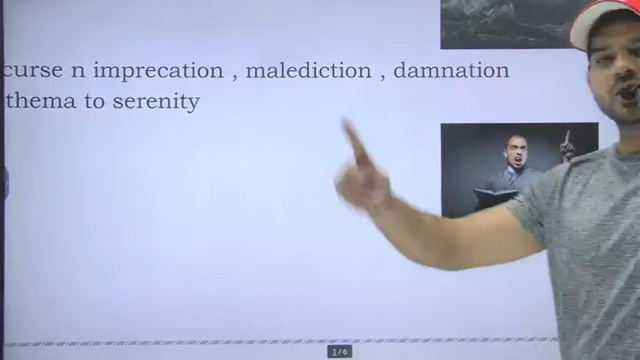 curse n imprecation , malediction , damnation
thema to serenity
1/6